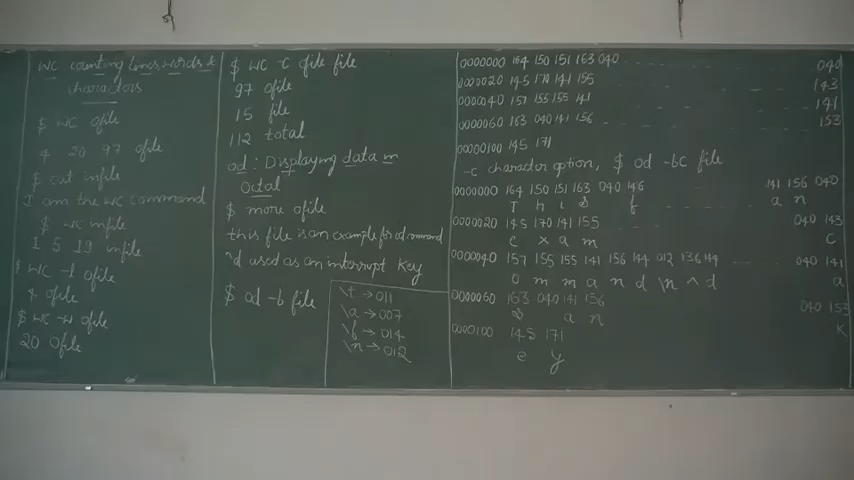 WC counting lines, words &
characters
$ WC ofile
4 20 97 ofile
$ cat infile
I am the WC command
$ wc infile
1 5 19 infile
$ WC -l ofile
4 ofile
$ WC -w ofile
20 ofile
$ WC -C ofile file
97 ofile
15 file
112 total
od: Displaying data in
Octal
$ more ofile
this file is an example for od command
^d used as an interrupt key
$ od -b file
\t → 011
\a → 007
\f → 014
\n → 012
0000000 164 150 151 163 040 040
0000020 145 170 141 155 143
0000040 157 155 155 141 141
0000060 163 040 141 156 153
0000100 145 171
-c character option, $ od -bc file
0000000 164 150 151 163 040 146 141 156 040
T h i s f a n
0000020 145 170 141 155 040 143
e x a m c
0000040 157 155 155 141 156 144 012 136 144 040 141
o m m a n d \n ^ d a
0000060 163 040 141 156 040 153
s a n k
0000100 145 171
e y